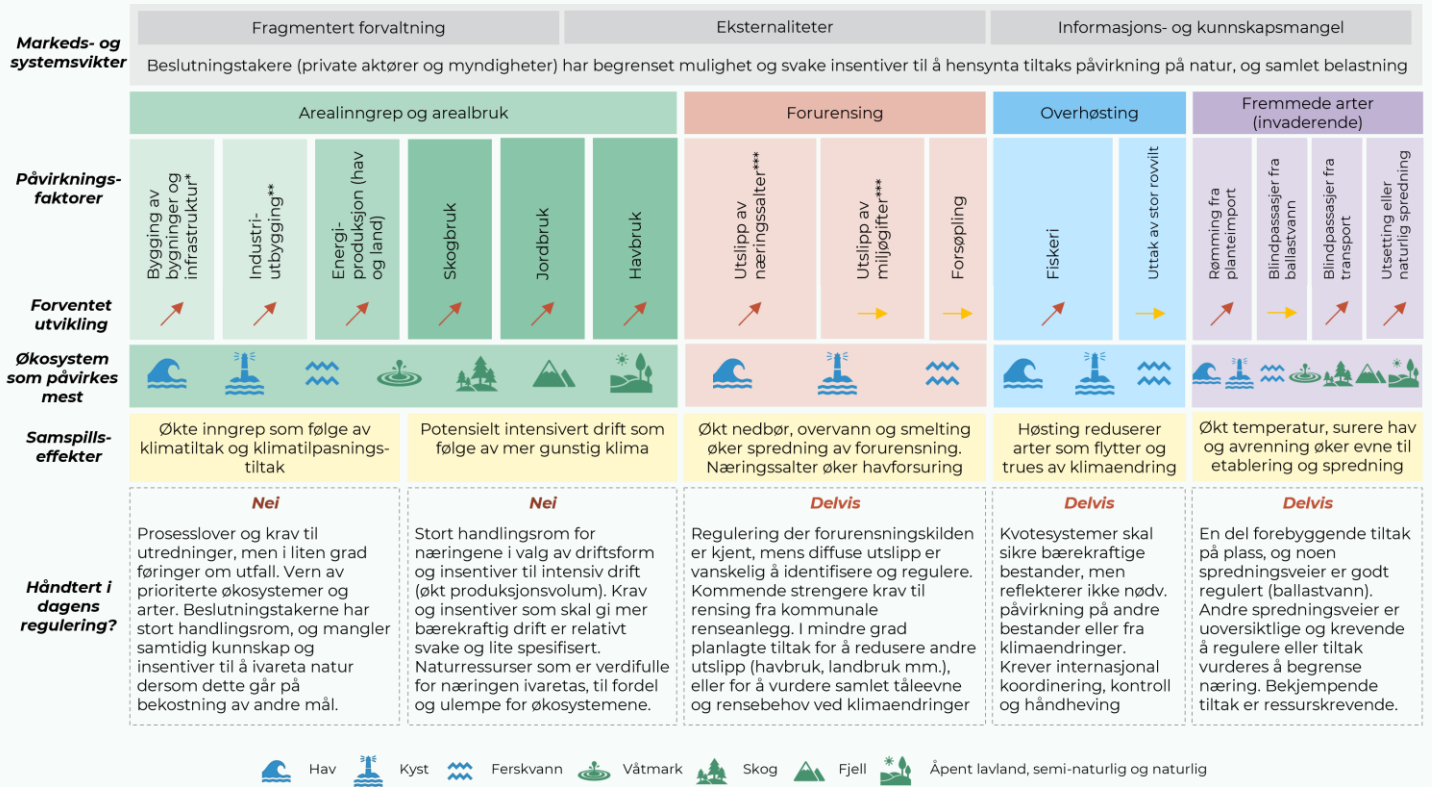 Markeds- og
systemsvikter
Fragmentert forvaltning
Eksternaliteter
Informasjons- og kunnskapsmangel
Beslutningstakere (private aktører og myndigheter) har begrenset mulighet og svake insentiver til å hensynta tiltaks påvirkning på natur, og samlet belastning
Arealinngrep og arealbruk
Forurensing
Overhøsting
Fremmede arter
(invaderende)
Påvirknings-
faktorer
Bygging av
bygninger og
infrastruktur*
Industri-
utbygging**
Energi-
produksjon (hav
og land)
Skogbruk
Jordbruk
Havbruk
Utslipp av
næringssalter***
Utslipp av
miljøgifter***
Forsøpling
Fiskeri
Uttak av stor rovvilt
Rømming fra
planteimport
Blindpassasjer fra
ballastvann
Blindpassasjer fra
transport
Utsetting eller
naturlig spredning
Forventet
utvikling
Økosystem
som påvirkes
mest
Samspills-
effekter
Økte inngrep som følge av
klimatiltak og klimatilpasnings-
tiltak
Potensielt intensivert drift som
følge av mer gunstig klima
Økt nedbør, overvann og smelting
øker spredning av forurensning.
Næringssalter øker havforsuring
Høsting reduserer
arter som flytter og
trues av klimaendring
Økt temperatur, surere hav
og avrenning øker evne til
etablering og spredning
Håndtert i
dagens
regulering?
Nei
Prosesslover og krav til
utredninger, men i liten grad
føringer om utfall. Vern av
prioriterte økosystemer og
arter. Beslutningstakerne har
stort handlingsrom, og mangler
samtidig kunnskap og
insentiver til å ivareta natur
dersom dette går på
bekostning av andre mål.
Nei
Stort handlingsrom for
næringene i valg av driftsform
og insentiver til intensiv drift
(økt produksjonsvolum). Krav
og insentiver som skal gi mer
bærekraftig drift er relativt
svake og lite spesifisert.
Naturressurser som er verdifulle
for næringen ivaretas, til fordel
og ulempe for økosystemene.
Delvis
Regulering der forurensningskilden
er kjent, mens diffuse utslipp er
vanskelig å identifisere og regulere.
Kommende strengere krav til
rensing fra kommunale
renseanlegg. I mindre grad
planlagte tiltak for å redusere andre
utslipp (havbruk, landbruk mm.),
eller for å vurdere samlet tåleevne
og rensebehov ved klimaendringer
Delvis
Kvotesystemer skal
sikre bærekraftige
bestander, men
reflekterer ikke nødv.
påvirkning på andre
bestander eller fra
klimaendringer.
Krever internasjonal
koordinering, kontroll
og håndheving
Delvis
En del forebyggende tiltak
på plass, og noen
spredningsveier er godt
regulert (ballastvann).
Andre spredningsveier er
uoversiktlige og krevende
å regulere eller tiltak
vurderes å begrense
næring. Bekjempende
tiltak er ressurskrevende.
Hav
Kyst
Ferskvann
Våtmark
Skog
Fjell
Åpent lavland, semi-naturlig og naturlig